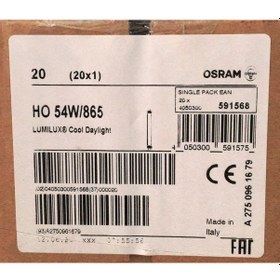 20 (20x1)
OSRAM
HO 54W/865
LUMILUX® Cool Daylight
SINGLE PACK EAN
20 x
4050300 591568
4 050300 591575
A 275 096 16 79
CE
Made in
Italy
EAC